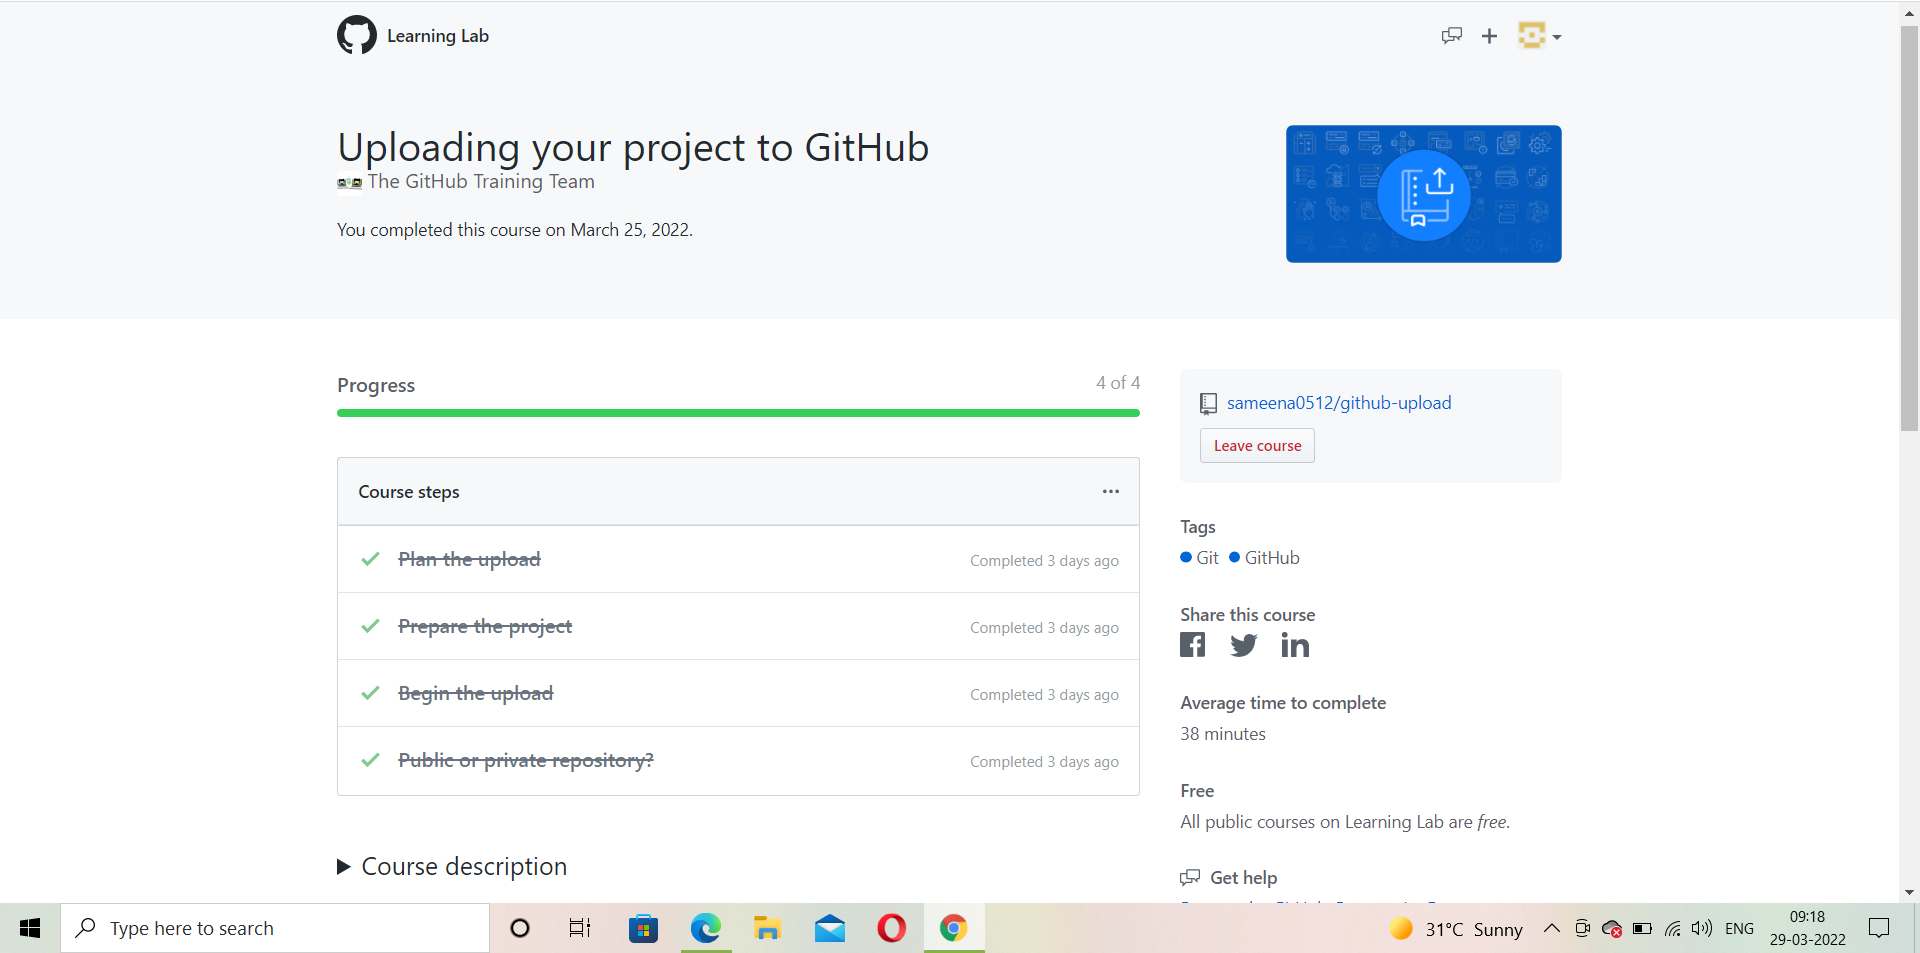 Learning Lab
Uploading your project to GitHub
The GitHub Training Team
You completed this course on March 25, 2022.
Progress
4 of 4
Course steps
Plan the upload
Completed 3 days ago
Prepare the project
Completed 3 days ago
Begin the upload
Completed 3 days ago
Public or private repository?
Completed 3 days ago
Course description
sameena0512/github-upload
Leave course
Tags
Git GitHub
Share this course
Average time to complete
38 minutes
Free
All public courses on Learning Lab are free.
Get help
Type here to search
31°C Sunny
ENG
09:18
29-03-2022